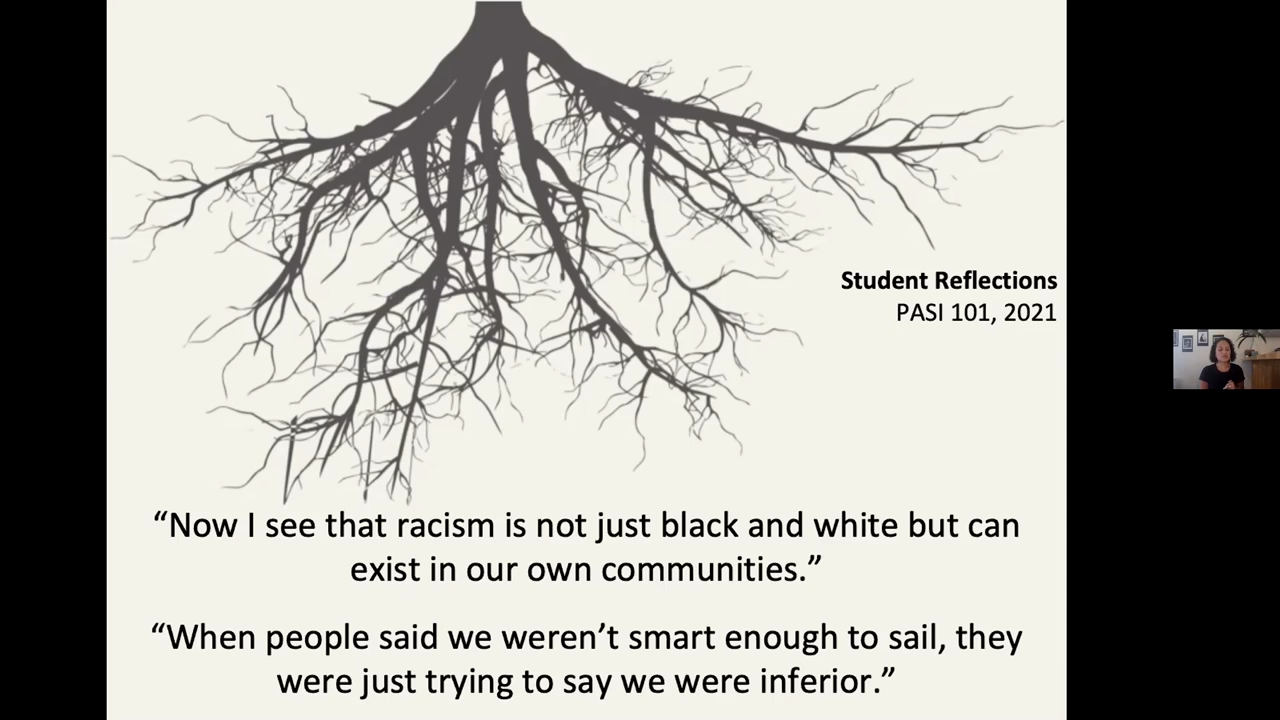 Student Reflections
PASI 101, 2021
“Now I see that racism is not just black and white but can
exist in our own communities.”
“When people said we weren’t smart enough to sail, they
were just trying to say we were inferior.”